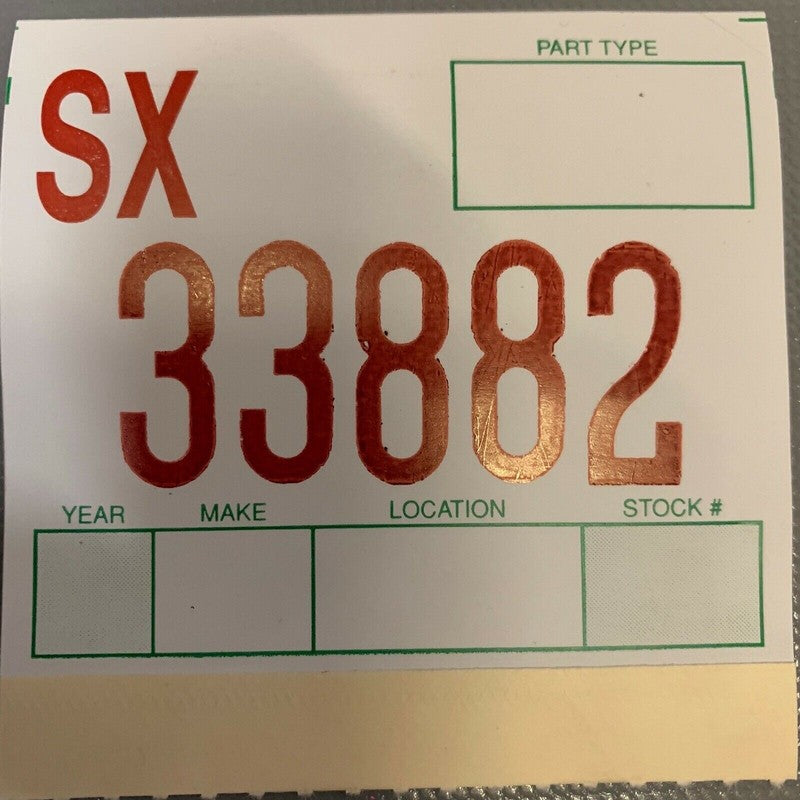 PART TYPE
SX
33882
YEAR MAKE LOCATION STOCK #